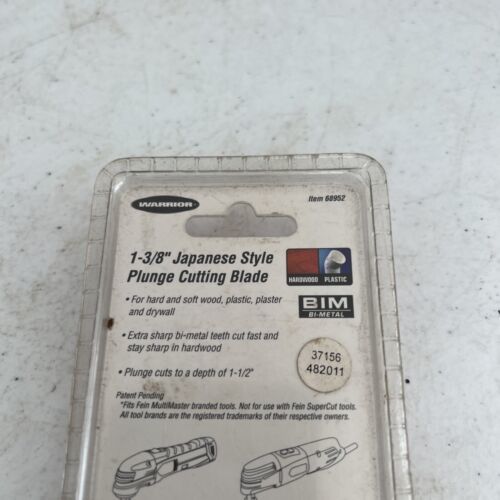 WARRIOR
Item 68952
1-3/8" Japanese Style
Plunge Cutting Blade
HARDWOOD PLASTIC
• For hard and soft wood, plastic, plaster
and drywall
BIM
BI-METAL
• Extra sharp bi-metal teeth cut fast and
stay sharp in hardwood
37156
482011
• Plunge cuts to a depth of 1-1/2"
Patent Pending
*Fits Fein MultiMaster branded tools. Not for use with Fein SuperCut tools.
All tool brands are the registered trademarks of their respective owners.